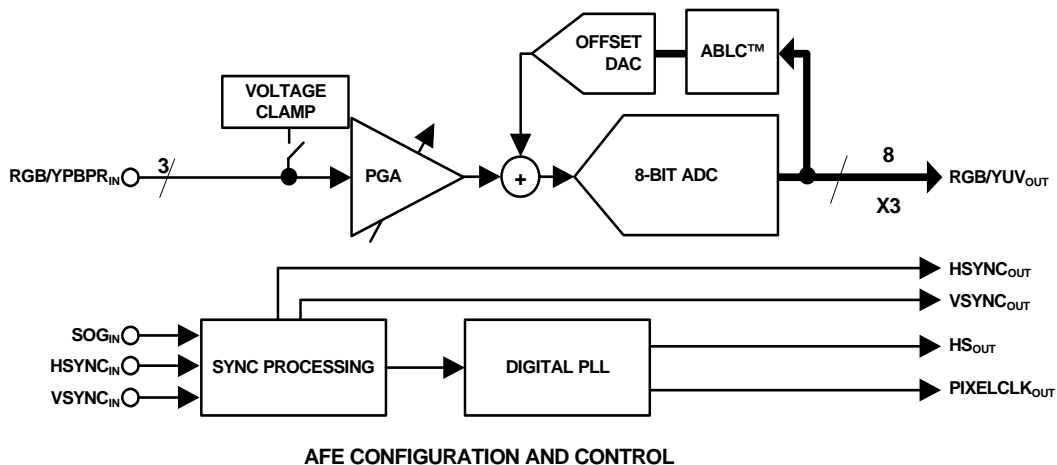 OFFSET
DAC
ABLC™
VOLTAGE
CLAMP
RGB/YPBPRIN
3
PGA
+
8-BIT ADC
8
X3
RGB/YUVOUT
HSYNCOUT
VSYNCOUT
SOGIN
HSYNCIN
VSYNCIN
SYNC PROCESSING
DIGITAL PLL
HSOUT
PIXELCLKOUT
AFE CONFIGURATION AND CONTROL